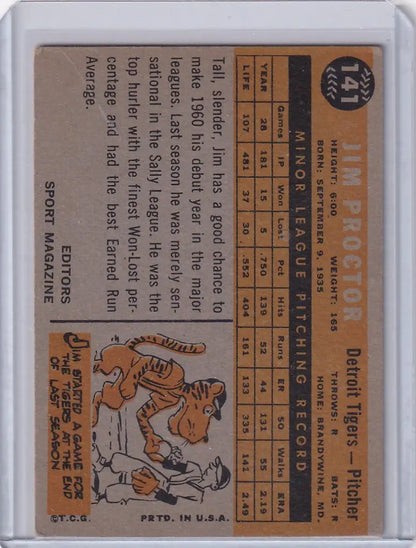 141
JIM PROCTOR
Detroit Tigers — Pitcher
HEIGHT: 6:00 WEIGHT: 165 THROWS: R BATS: R
BORN: SEPTEMBER 9, 1935 HOME: BRANDYWINE, MD.
MINOR LEAGUE PITCHING RECORD
Games IP Won Lost Pct Hits Runs ER SO Walks ERA
YEAR 28 181 15 5 .750 139 52 44 131 55 2.19
LIFE 107 481 37 30 .552 404 161 133 335 141 2.49
Tall, slender, Jim has a good chance to
make 1960 his debut year in the major
leagues. Last season he was merely sen-
sational in the Sally League. He was the
top hurler with the finest Won-Lost per-
centage and had the best Earned Run
Average.
EDITORS
SPORT MAGAZINE
JIM STARTED A GAME FOR
THE TIGERS AT THE END
OF LAST SEASON
©T.C.G. PRTD. IN U.S.A.